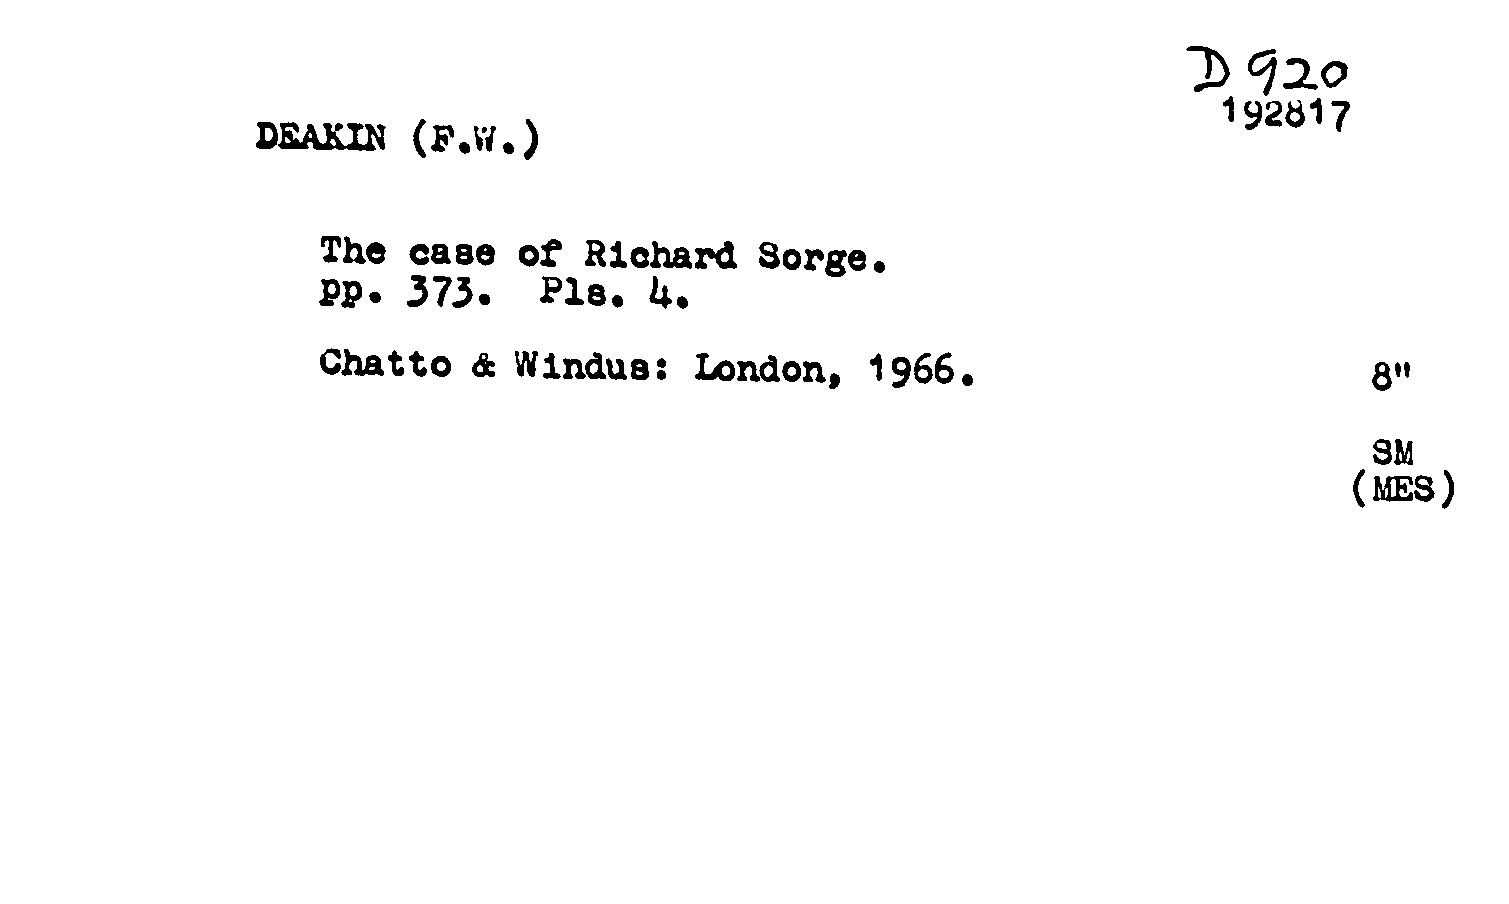 D 920
192817
DEAKIN (F.W.)
The case of Richard Sorge.
pp. 373. Pls. 4.
Chatto & Windus: London, 1966.
8"
SM
(MES)